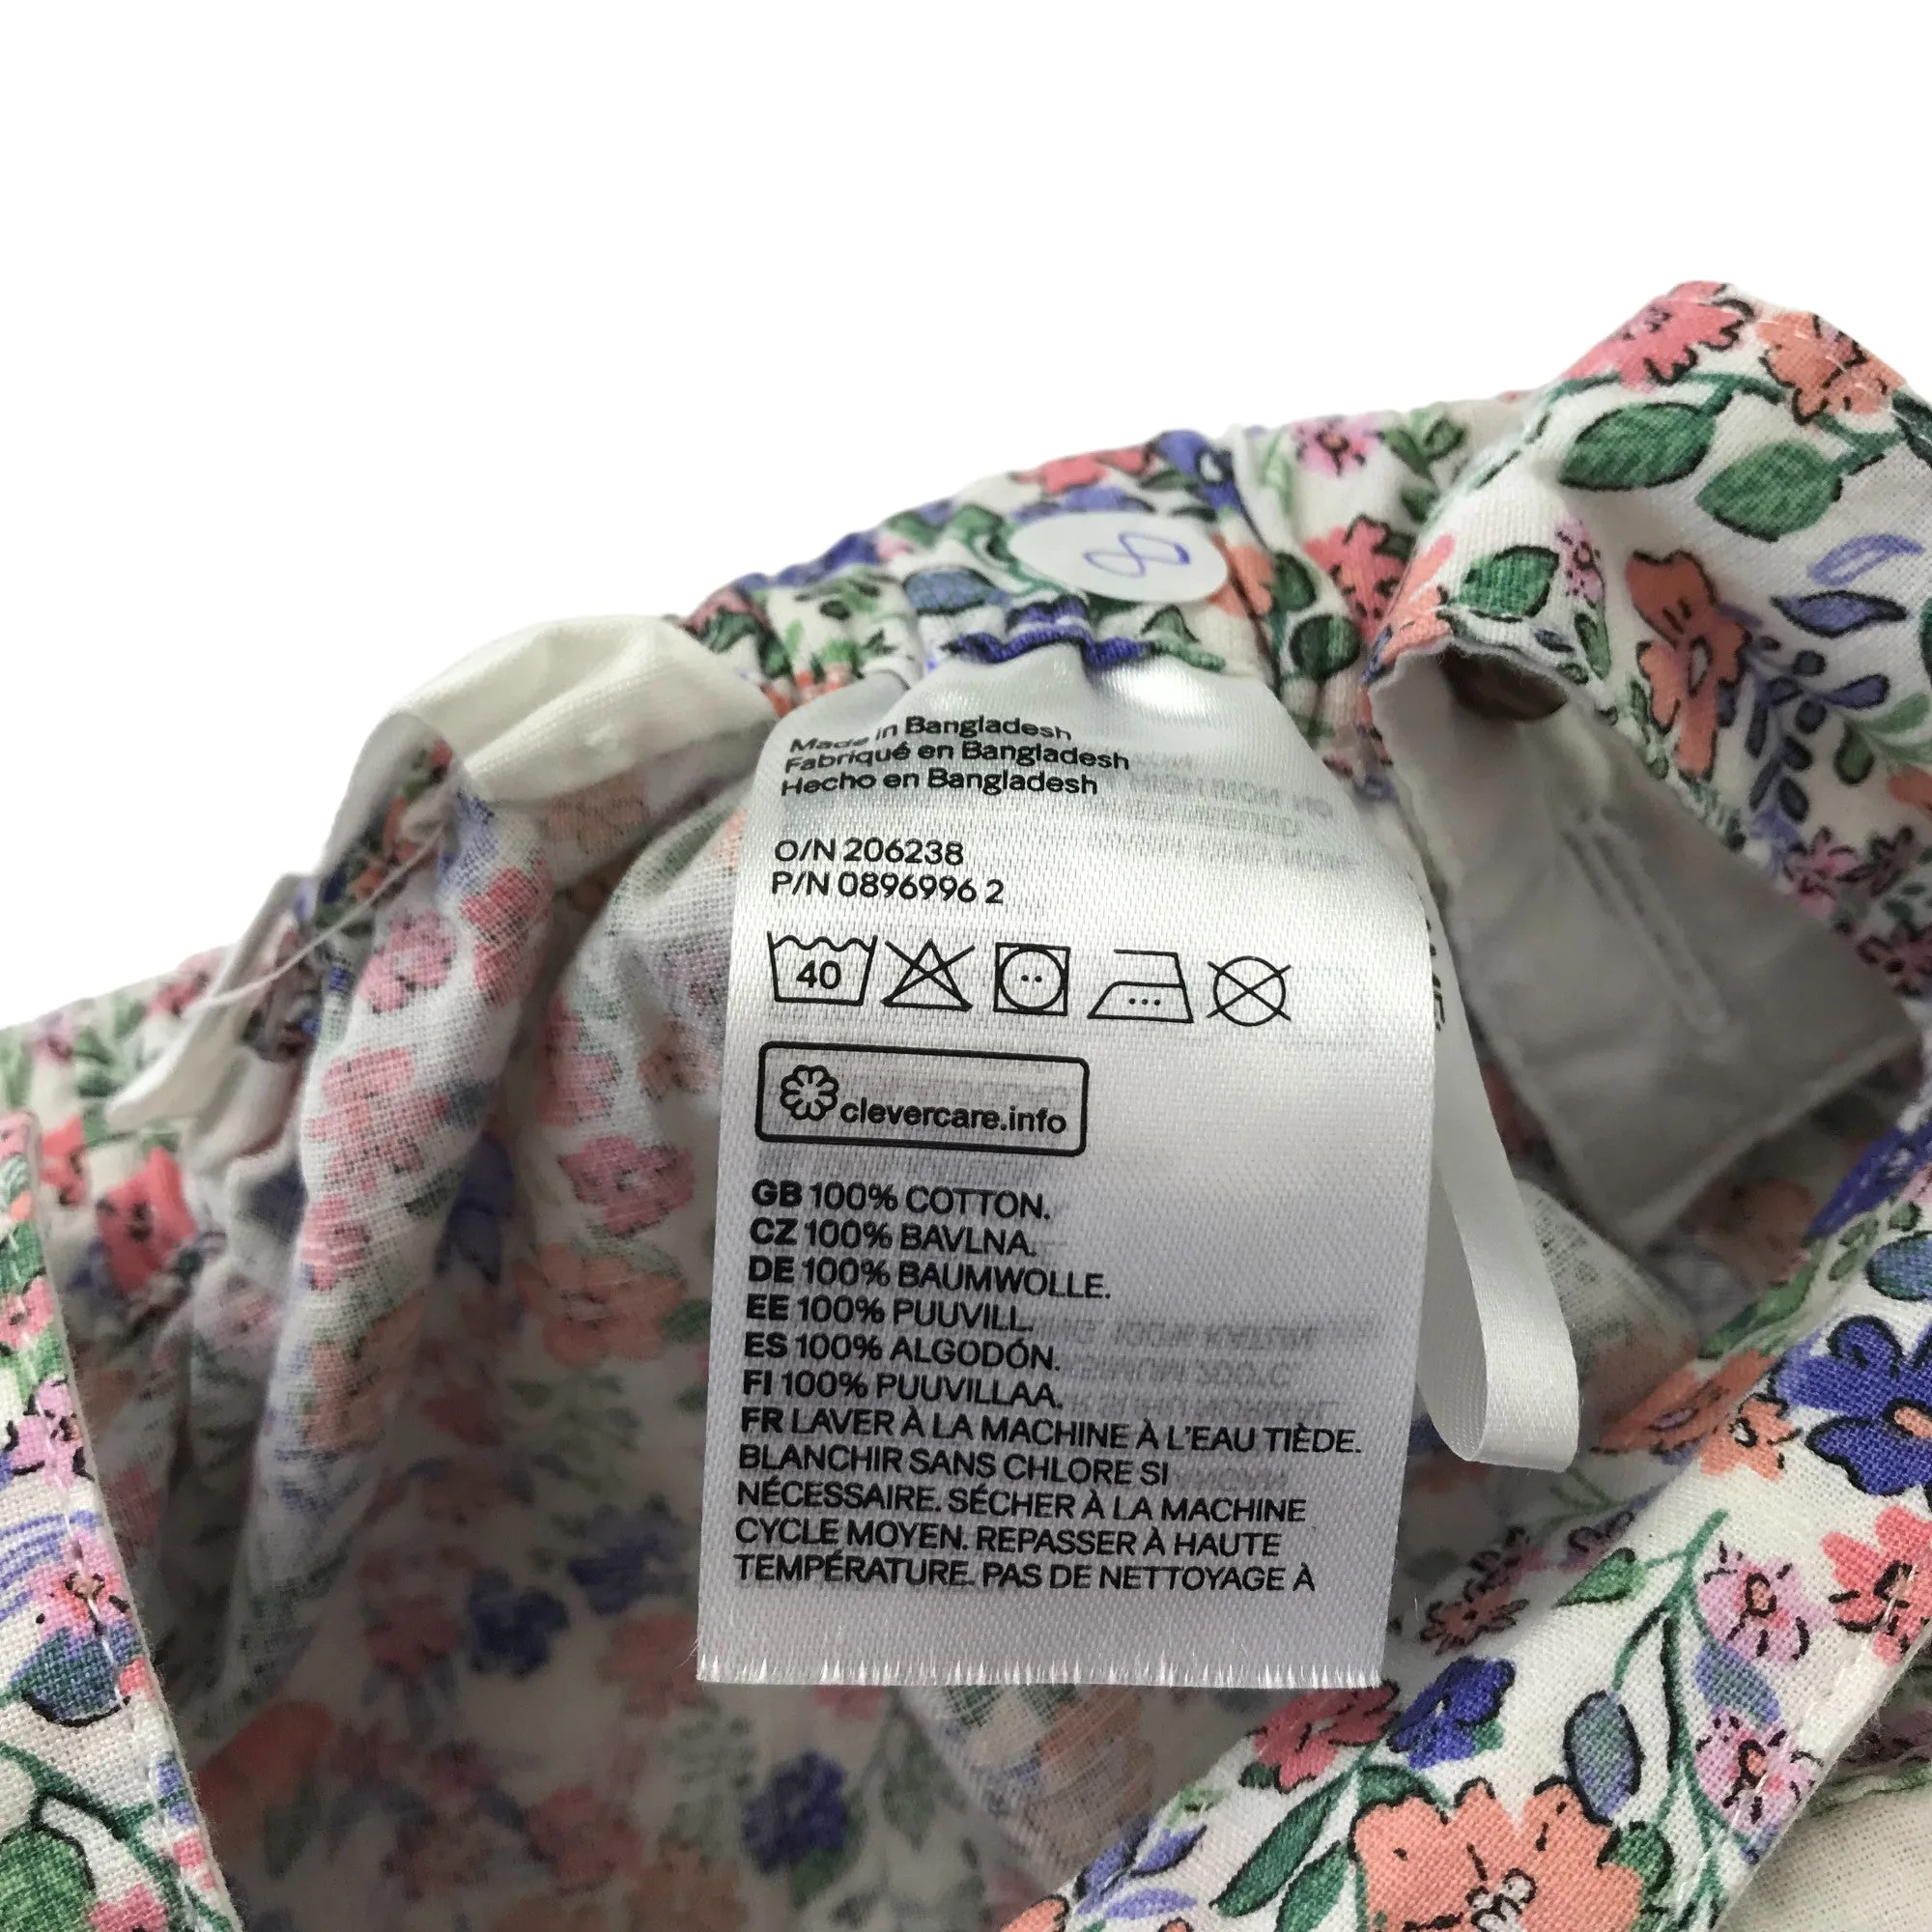 8
Made in Bangladesh
Fabriqué en Bangladesh
Hecho en Bangladesh
O/N 206238
P/N 0896996 2
40
clevercare.info
GB 100% COTTON.
CZ 100% BAVLNA.
DE 100% BAUMWOLLE.
EE 100% PUUVILL.
ES 100% ALGODÓN.
FI 100% PUUVILLAA.
FR LAVER À LA MACHINE À L'EAU TIÈDE.
BLANCHIR SANS CHLORE SI
NÉCESSAIRE. SÉCHER À LA MACHINE
CYCLE MOYEN. REPASSER À HAUTE
TEMPÉRATURE. PAS DE NETTOYAGE À